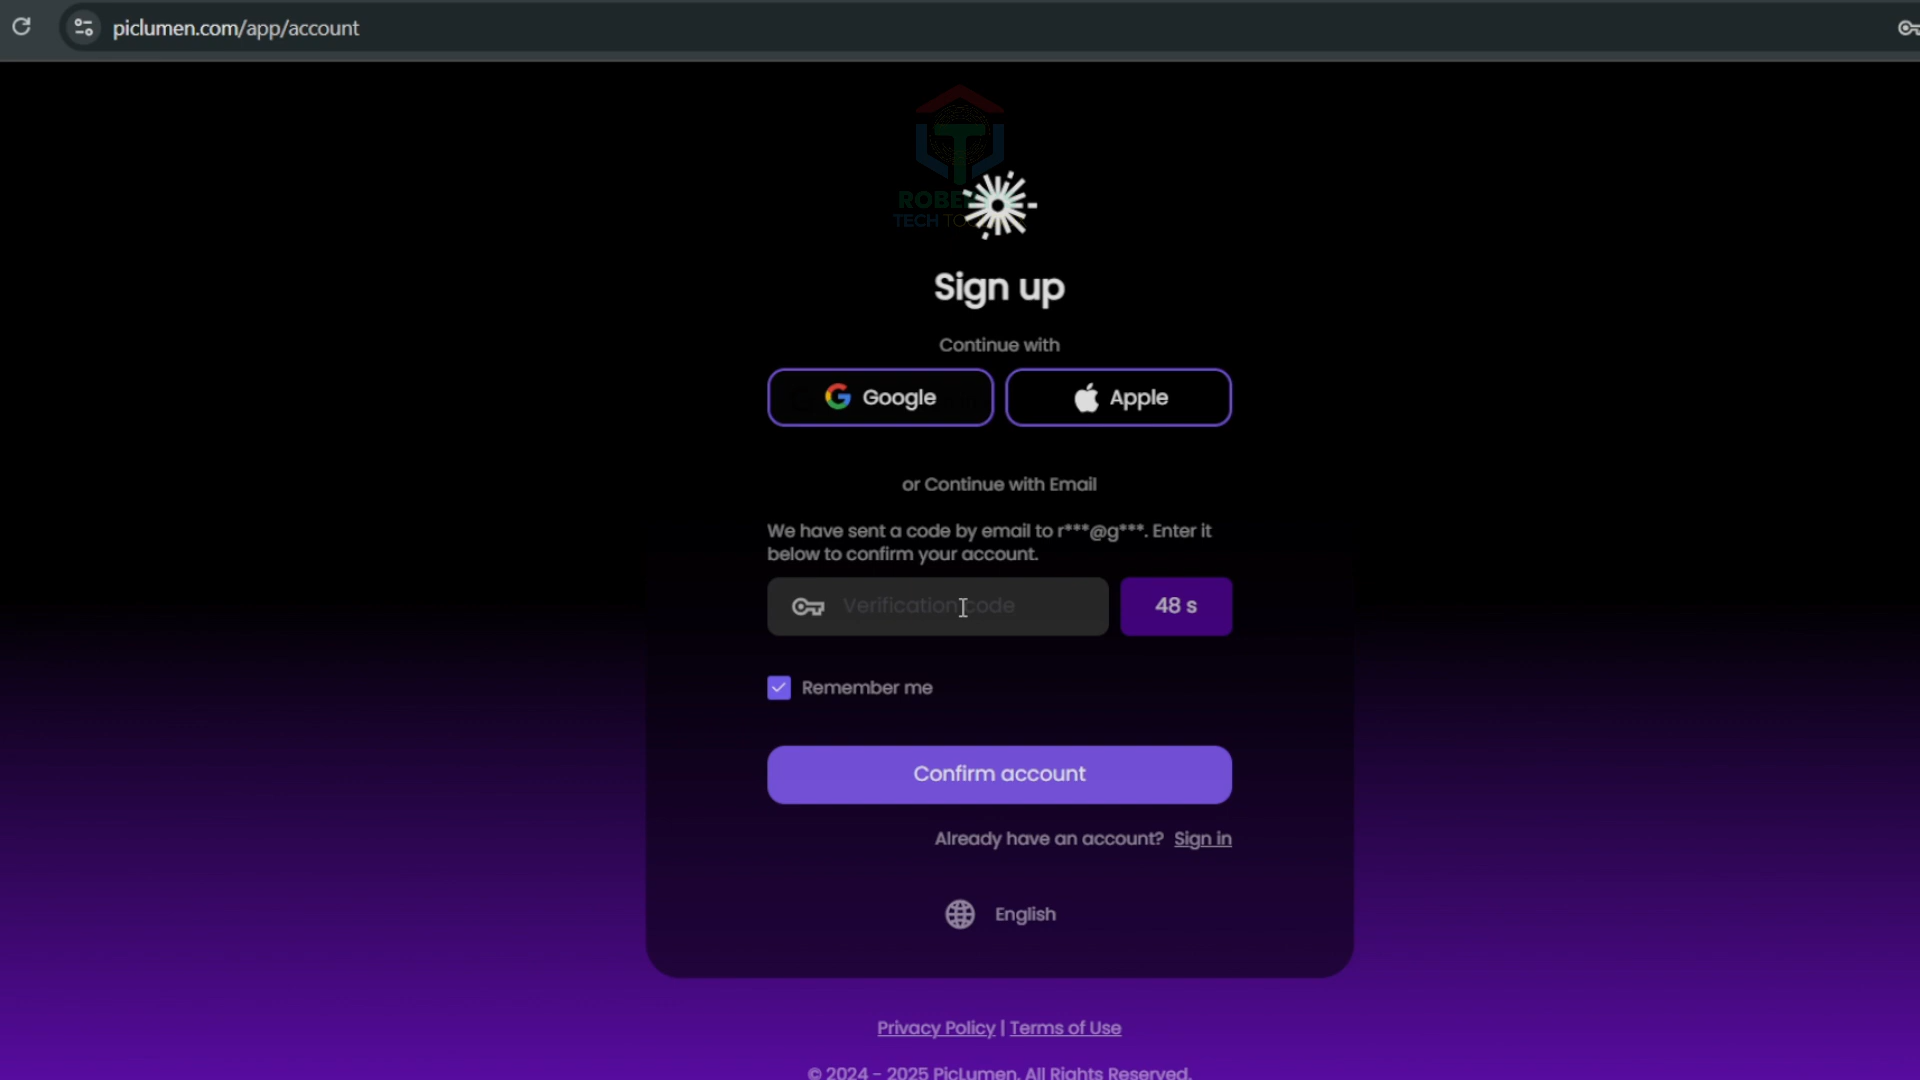 piclumen.com/app/account
TECH
Sign up
Continue with
Google
Apple
or Continue with Email
We have sent a code by email to r***@g***. Enter it
below to confirm your account.
Verification code
48 s
Remember me
Confirm account
Already have an account? Sign in
English
Privacy Policy | Terms of Use
© 2024 - 2025 PicLumen. All Rights Reserved.